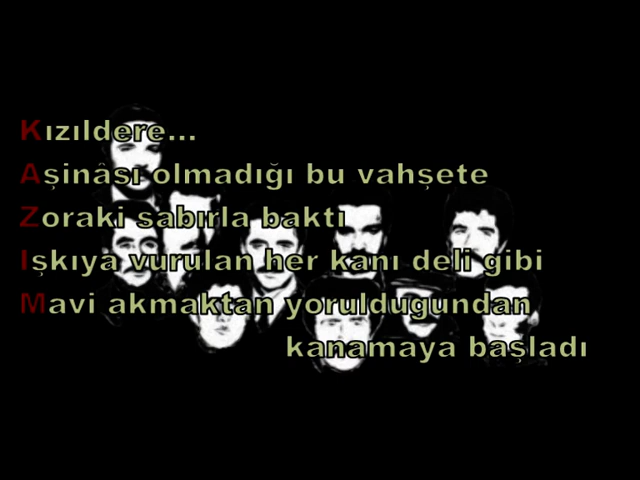 Kızıldere...
Aşinâsı olmadığı bu vahşete
Zoraki sabırla baktı
Işkıya vurulan her kanı deli gibi
Mavi akmaktan yoruldugundan
kanamaya başladı